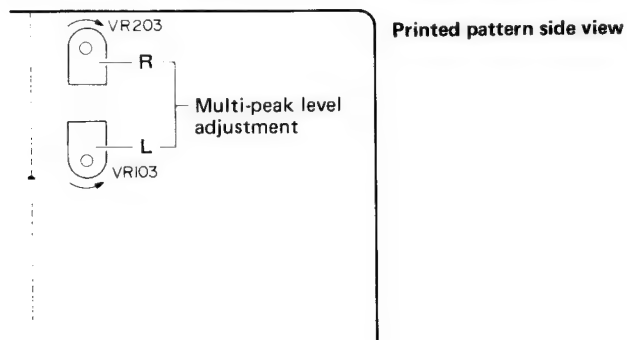 VR203
Printed pattern side view
R
Multi-peak level
adjustment
L
VR103